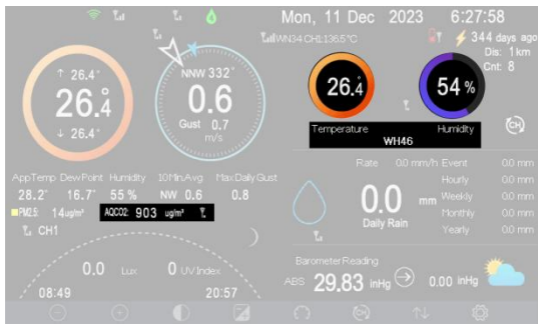 Mon, 11 Dec 2023 6:27:58
WN34 CH1:136.5 °C
344 days ago
Dis: 1km
Cnt: 8
↑ 26.4°
26.4°
↓ 26.4°
NNW 332°
0.6
Gust 0.7
m/s
26.4
54 %
Temperature Humidity
WH46
CH
AppTemp DewPoint Humidity 10Min.Avg Max Daily Gust
28.2° 16.7° 55 % NW 0.6 0.8
PM2.5: 14ug/m³ AQCO2: 903 ug/m³
CH1
0.0 Lux 0 UV Index
08:49 20:57
Rate 0.0 mm/h Event 0.0 mm
Hourly 0.0 mm
0.0 mm Weekly 0.0 mm
Daily Rain Monthly 0.0 mm
Yearly 0.0 mm
Barometer Reading
ABS 29.83 inHg 0.00 inHg